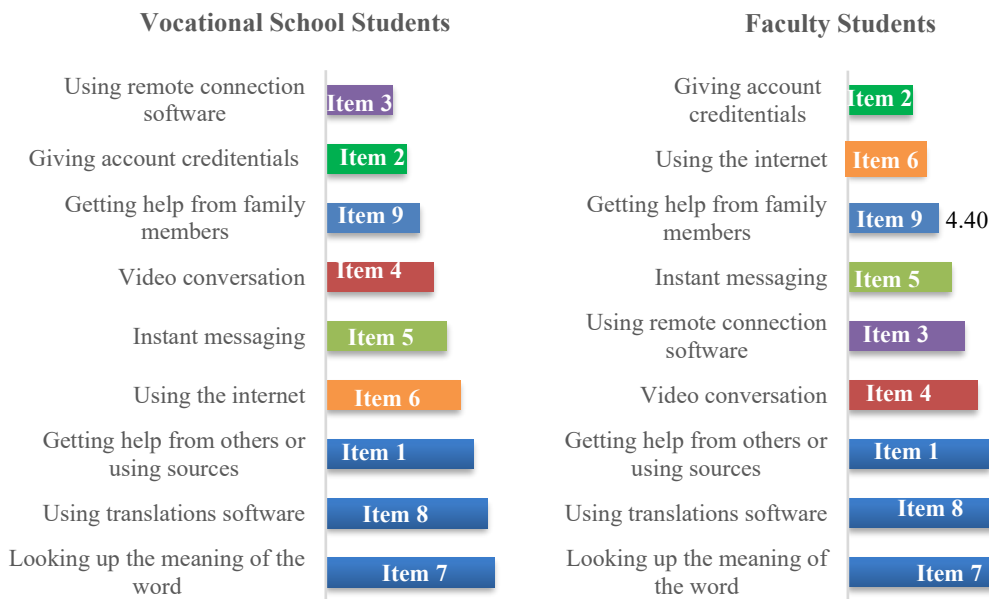 Vocational School Students
Using remote connection
software
Item 3
Giving account creditentials
Item 2
Getting help from family
members
Item 9
Video conversation
Item 4
Instant messaging
Item 5
Using the internet
Item 6
Getting help from others or
using sources
Item 1
Using translations software
Item 8
Looking up the meaning of the
word
Item 7
Faculty Students
Giving account
creditentials
Item 2
Using the internet
Item 6
Getting help from family
members
Item 9
4.40
Instant messaging
Item 5
Using remote connection
software
Item 3
Video conversation
Item 4
Getting help from others or
using sources
Item 1
Using translations software
Item 8
Looking up the meaning of
the word
Item 7